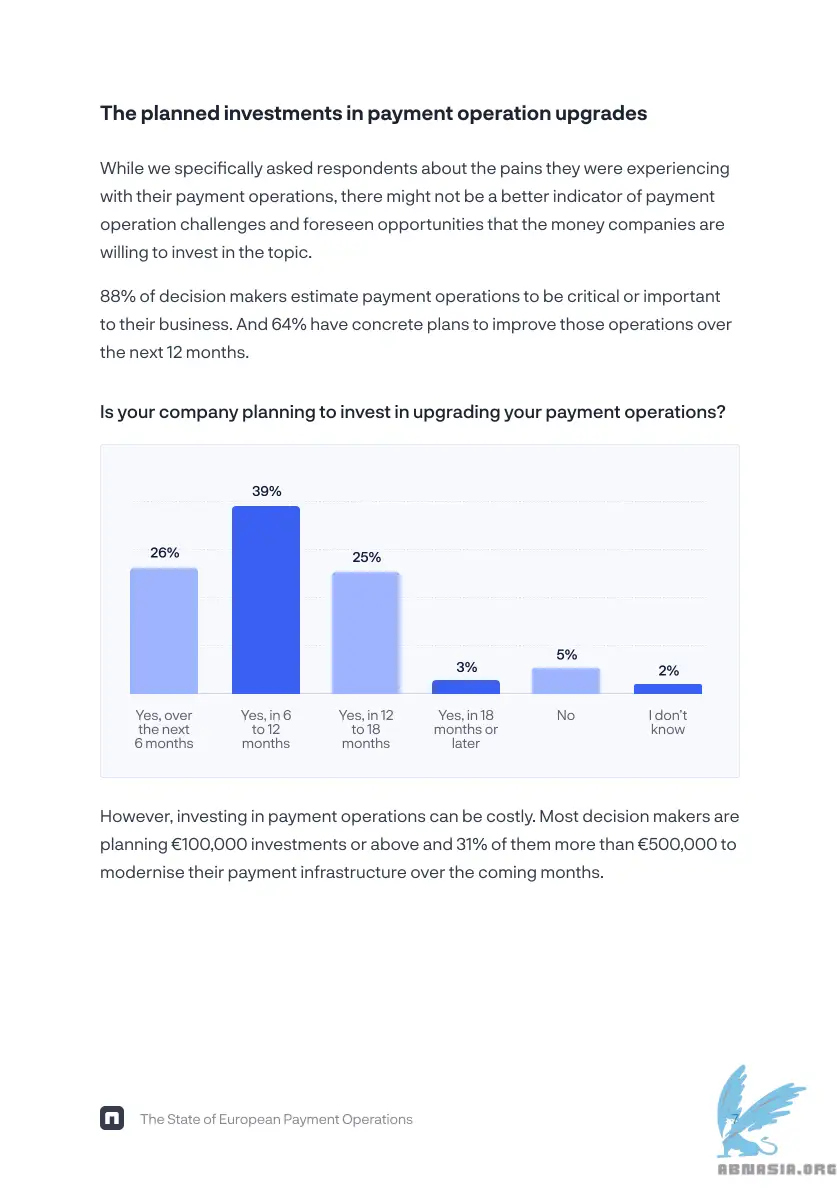 The planned investments in payment operation upgrades
While we specifically asked respondents about the pains they were experiencing
with their payment operations, there might not be a better indicator of payment
operation challenges and foreseen opportunities that the money companies are
willing to invest in the topic.
88% of decision makers estimate payment operations to be critical or important
to their business. And 64% have concrete plans to improve those operations over
the next 12 months.
Is your company planning to invest in upgrading your payment operations?
26%
39%
25%
3%
5%
2%
Yes, over
the next
6 months
Yes, in 6
to 12
months
Yes, in 12
to 18
months
Yes, in 18
months or
later
No
I don't
know
However, investing in payment operations can be costly. Most decision makers are
planning €100,000 investments or above and 31% of them more than €500,000 to
modernise their payment infrastructure over the coming months.
The State of European Payment Operations
7
ABNASIA.ORG